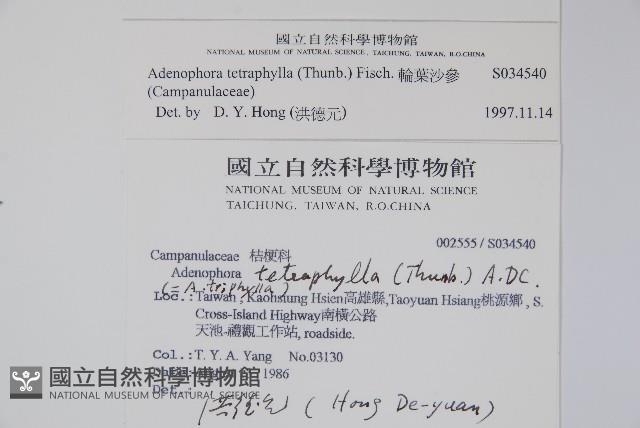 國立自然科學博物館
NATIONAL MUSEUM OF NATURAL SCIENCE, TAICHUNG, TAIWAN, R.O.CHINA
Adenophora tetraphylla (Thunb.) Fisch. 輪葉沙參 S034540
(Campanulaceae)
Det. by D. Y. Hong (洪德元) 1997.11.14
國立自然科學博物館
NATIONAL MUSEUM OF NATURAL SCIENCE
TAICHUNG, TAIWAN, R.O.CHINA
002555 / S034540
Campanulaceae 桔梗科
Adenophora tetraphylla (Thunb.) A.DC.
(= A. triphylla)
Loc.: Taiwan, Kaohsiung Hsien高雄縣,Taoyuan Hsiang桃源鄉, S.
Cross-Island Highway南橫公路
天池-禮觀工作站, roadside.
Col.: T. Y. A. Yang No.03130
1986
國立自然科學博物館
NATIONAL MUSEUM OF NATURAL SCIENCE
Det.:
洪德元 (Hong De-yuan)